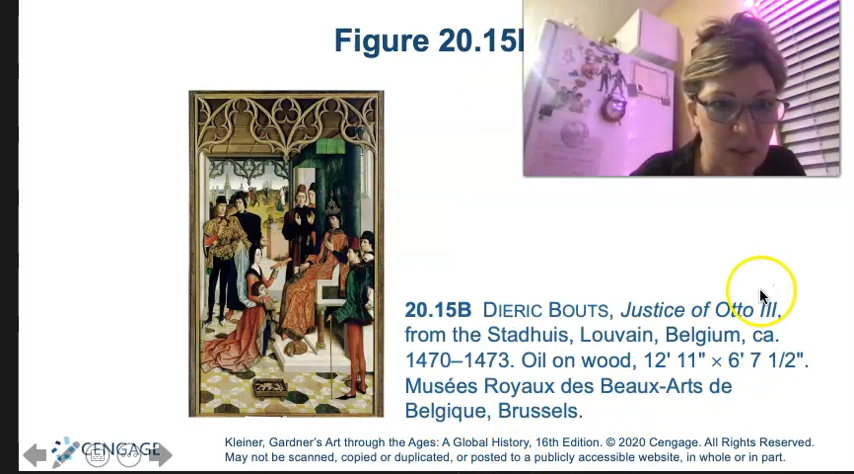 Figure 20.15
20.15B DIERIC BOUTS, Justice of Otto III,
from the Stadhuis, Louvain, Belgium, ca.
1470–1473. Oil on wood, 12' 11" × 6' 7 1/2".
Musées Royaux des Beaux-Arts de
Belgique, Brussels.
CENGAGE
Kleiner, Gardner's Art through the Ages: A Global History, 16th Edition. © 2020 Cengage. All Rights Reserved.
May not be scanned, copied or duplicated, or posted to a publicly accessible website, in whole or in part.